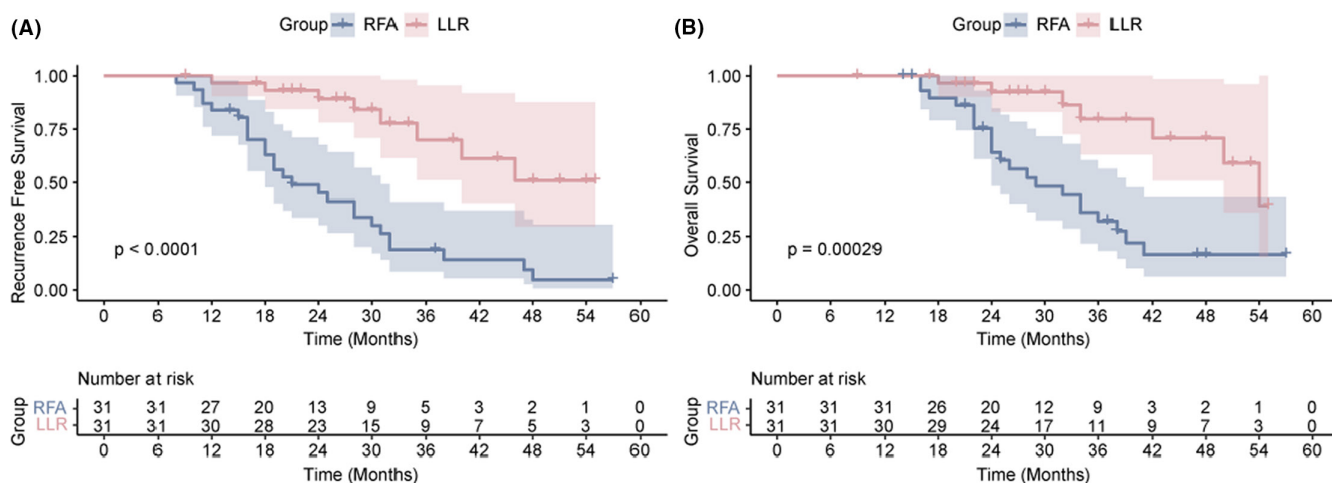 (A)
Group RFA LLR
Recurrence Free Survival
1.00
0.75
0.50
0.25
0.00
p < 0.0001
0 6 12 18 24 30 36 42 48 54 60
Time (Months)
Number at risk
Group
RFA 31 31 27 20 13 9 5 3 2 1 0
LLR 31 31 30 28 23 15 9 7 5 3 0
0 6 12 18 24 30 36 42 48 54 60
Time (Months)
(B)
Group RFA LLR
Overall Survival
1.00
0.75
0.50
0.25
0.00
p = 0.00029
0 6 12 18 24 30 36 42 48 54 60
Time (Months)
Number at risk
Group
RFA 31 31 31 26 20 12 9 3 2 1 0
LLR 31 31 30 29 24 17 11 9 7 3 0
0 6 12 18 24 30 36 42 48 54 60
Time (Months)